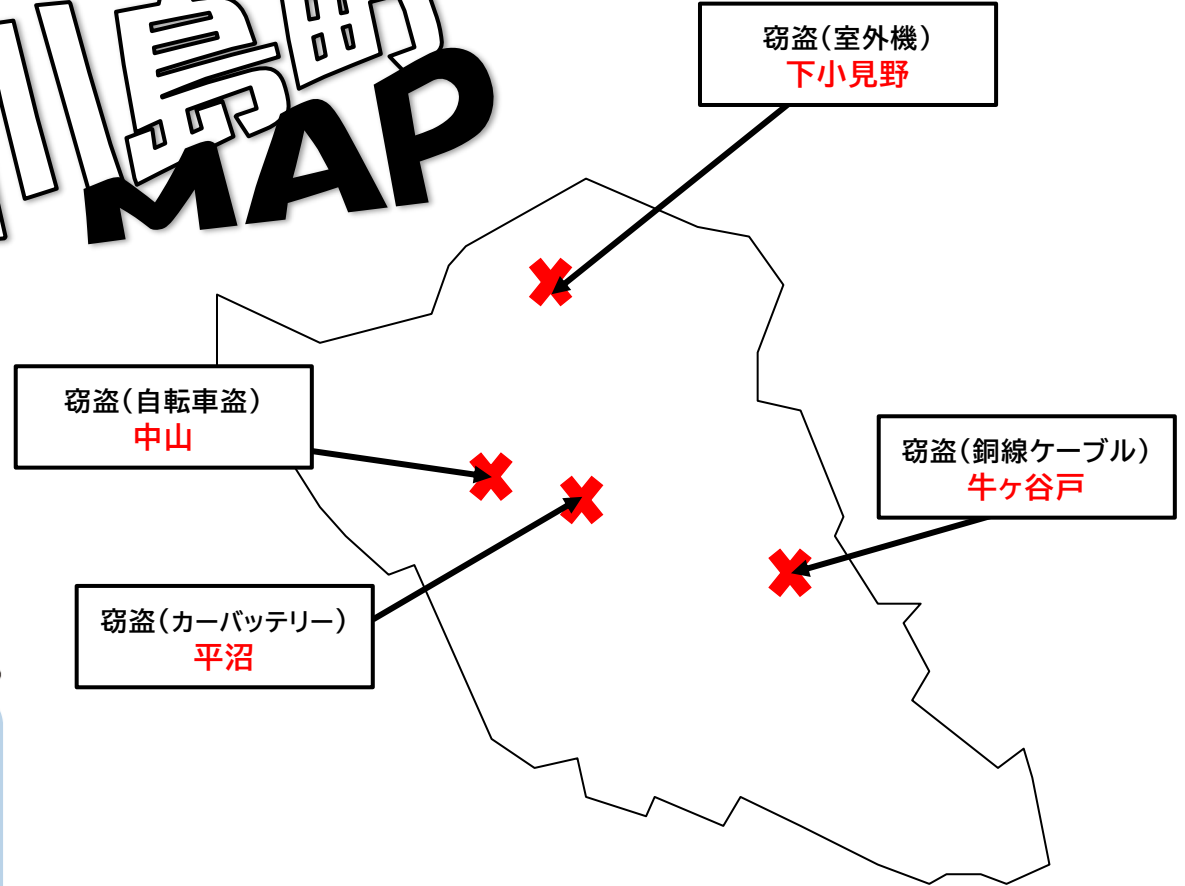 川島町
MAP
窃盗(室外機)
下小見野
窃盗(自転車盗)
中山
窃盗(銅線ケーブル)
牛ヶ谷戸
窃盗(カーバッテリー)
平沼